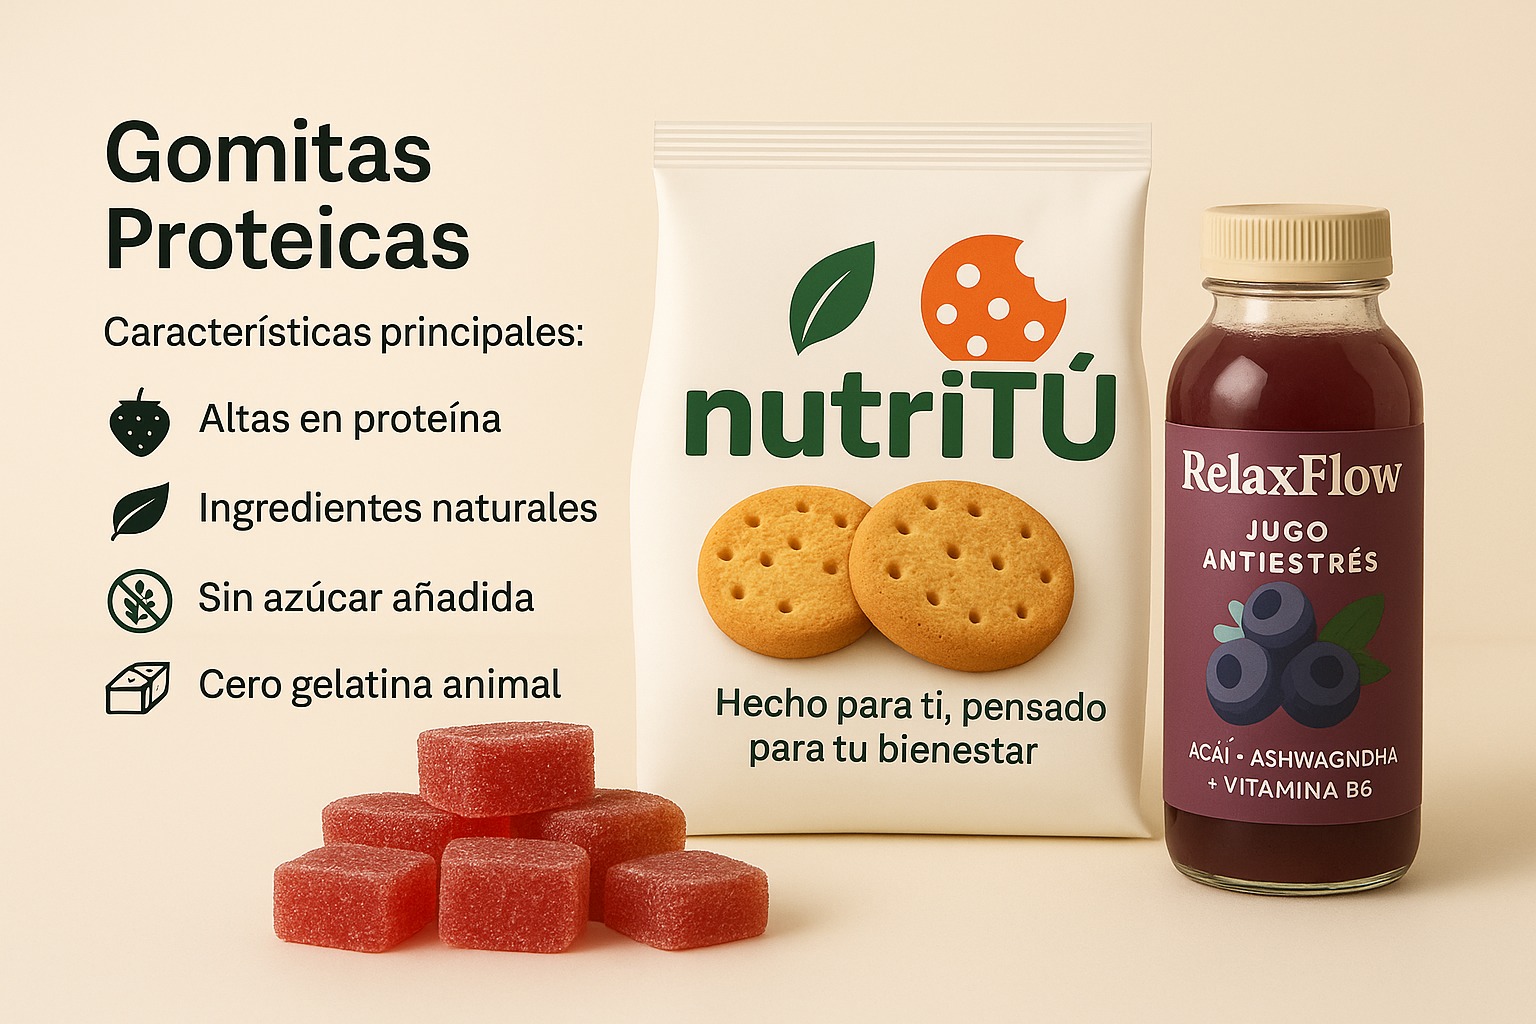 Gomitas
Proteicas
Características principales:
Altas en proteína
Ingredientes naturales
Sin azúcar añadida
Cero gelatina animal
nutriTÚ
Hecho para ti, pensado
para tu bienestar
RelaxFlow
JUGO
ANTIESTRÉS
ACÁÍ • ASHWAGNDHA
+ VITAMINA B6